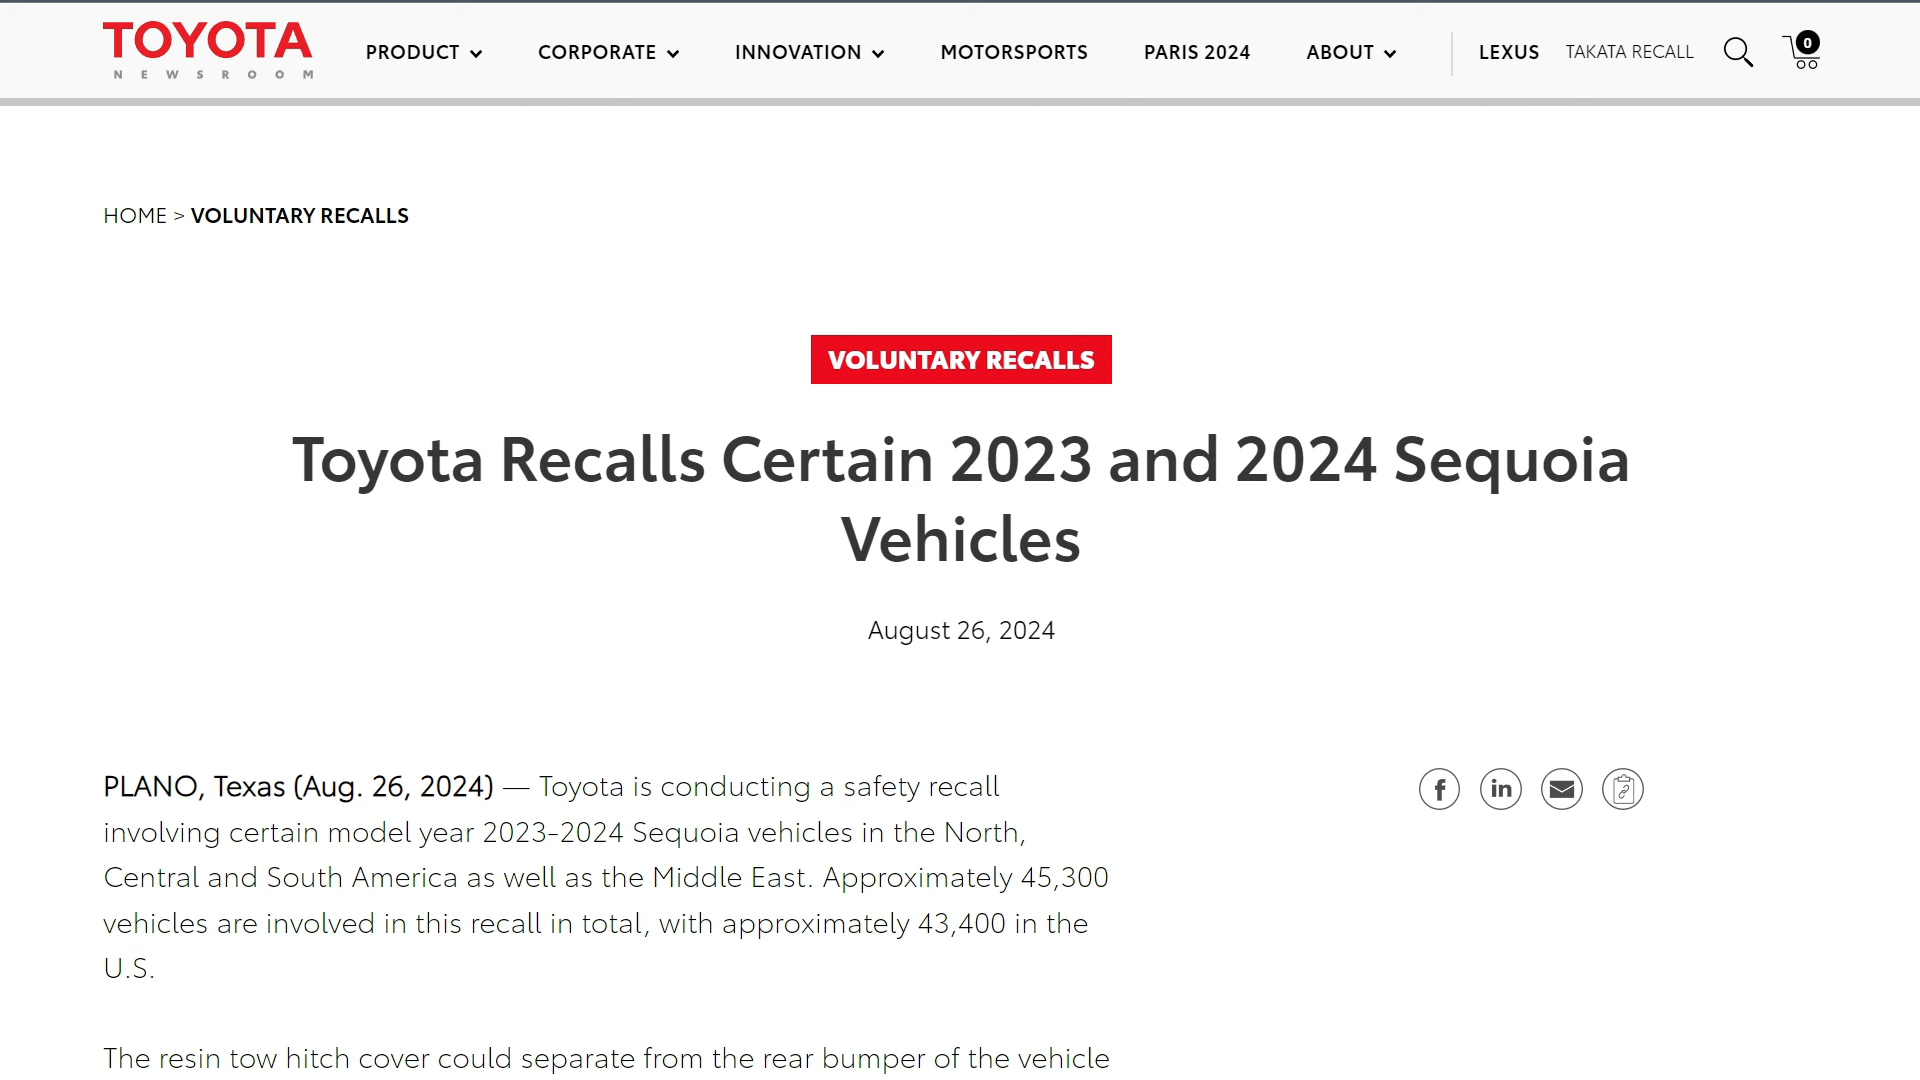 TOYOTA
NEWSROOM
PRODUCT
CORPORATE
INNOVATION
MOTORSPORTS
PARIS 2024
ABOUT
LEXUS
TAKATA RECALL
0
HOME > VOLUNTARY RECALLS
VOLUNTARY RECALLS
Toyota Recalls Certain 2023 and 2024 Sequoia
Vehicles
August 26, 2024
PLANO, Texas (Aug. 26, 2024) — Toyota is conducting a safety recall
involving certain model year 2023-2024 Sequoia vehicles in the North,
Central and South America as well as the Middle East. Approximately 45,300
vehicles are involved in this recall in total, with approximately 43,400 in the
U.S.
The resin tow hitch cover could separate from the rear bumper of the vehicle